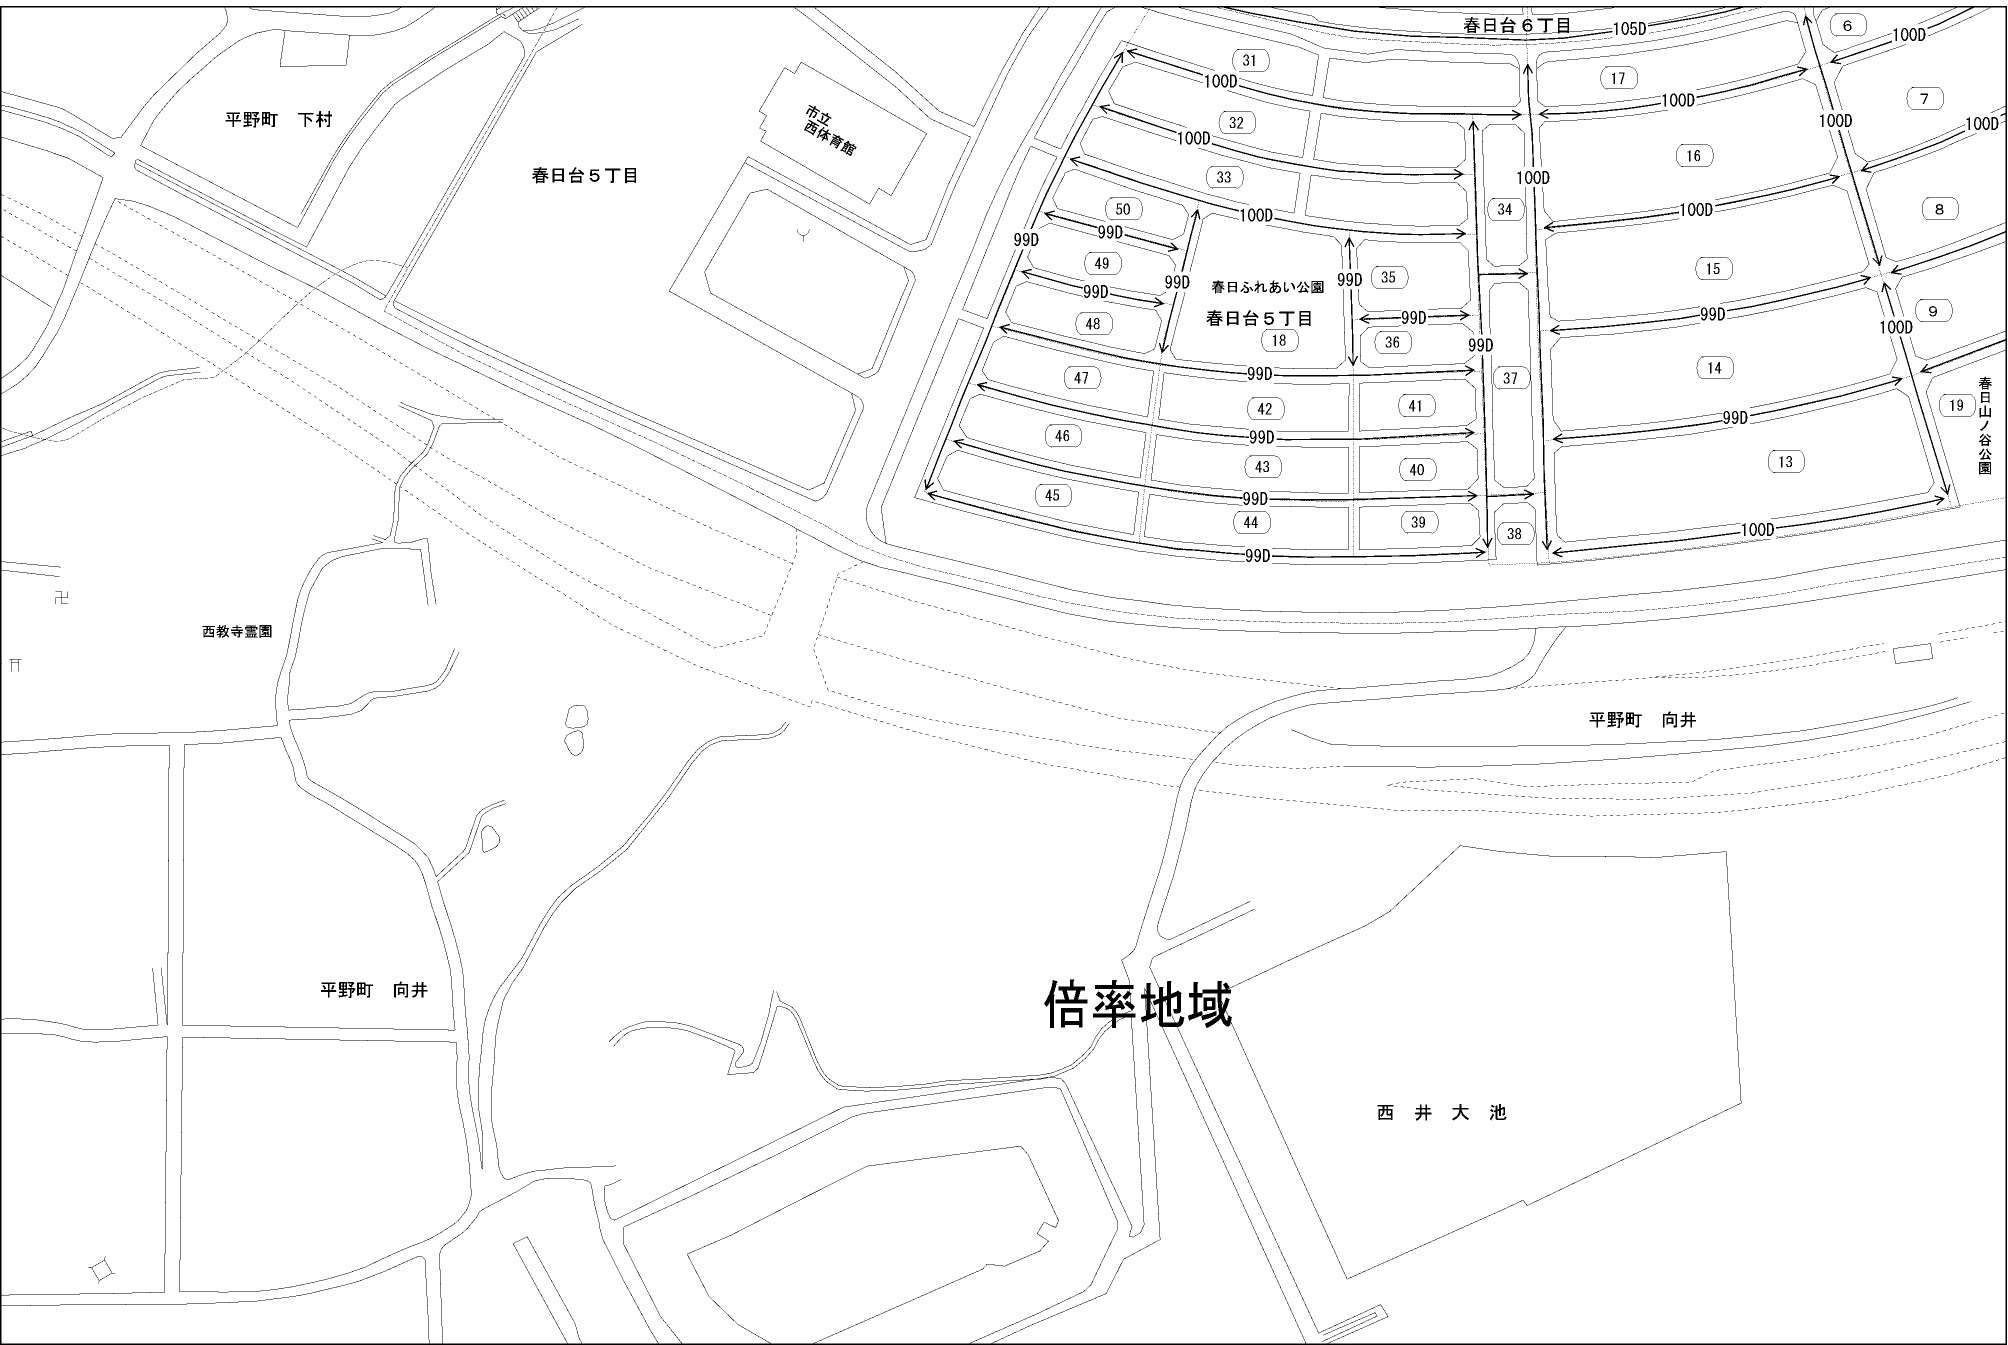 春日台６丁目
105D
6
100D
31
100D
17
100D
7
100D
100D
平野町　下村
市立
西体育館
32
100D
16
春日台５丁目
33
100D
34
100D
8
50
100D
100D
99D
99D
49
99D
99D
春日ふれあい公園
99D
35
15
春日台５丁目
48
18
99D
36
99D
99D
9
100D
47
99D
37
14
42
41
99D
19
春日山ノ谷公園
46
99D
43
40
13
45
99D
44
39
38
100D
99D
西教寺霊園
平野町　向井
平野町　向井
倍率地域
西　井　大　池